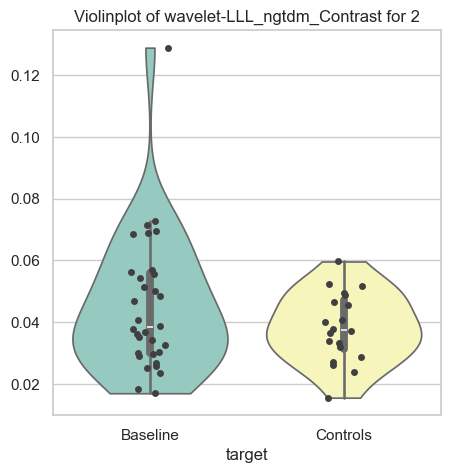 Violinplot of wavelet-LLL_ngtdm_Contrast for 2
0.12
0.10
0.08
0.06
0.04
0.02
Baseline Controls
target